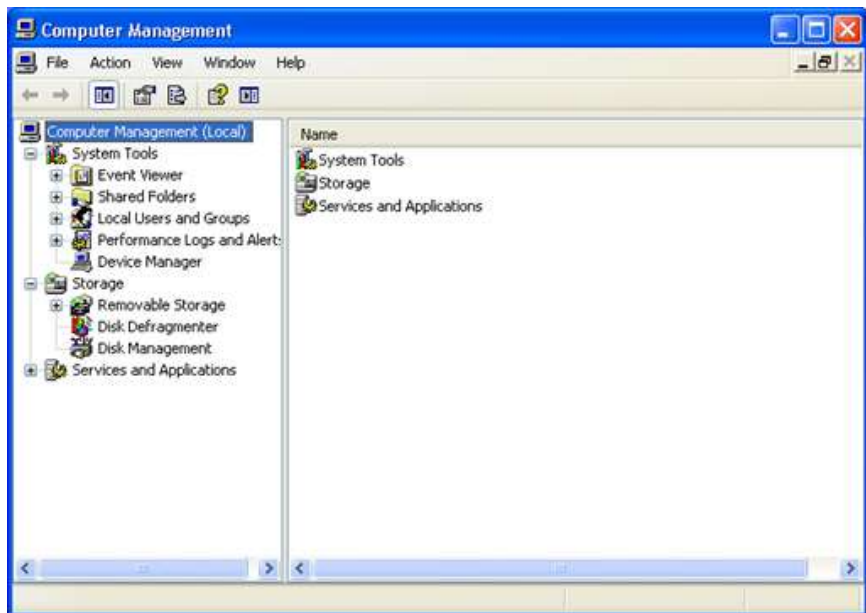 Computer Management
File Action View Window Help
Computer Management (Local)
System Tools
Event Viewer
Shared Folders
Local Users and Groups
Performance Logs and Alert
Device Manager
Storage
Removable Storage
Disk Defragmenter
Disk Management
Services and Applications
Name
System Tools
Storage
Services and Applications